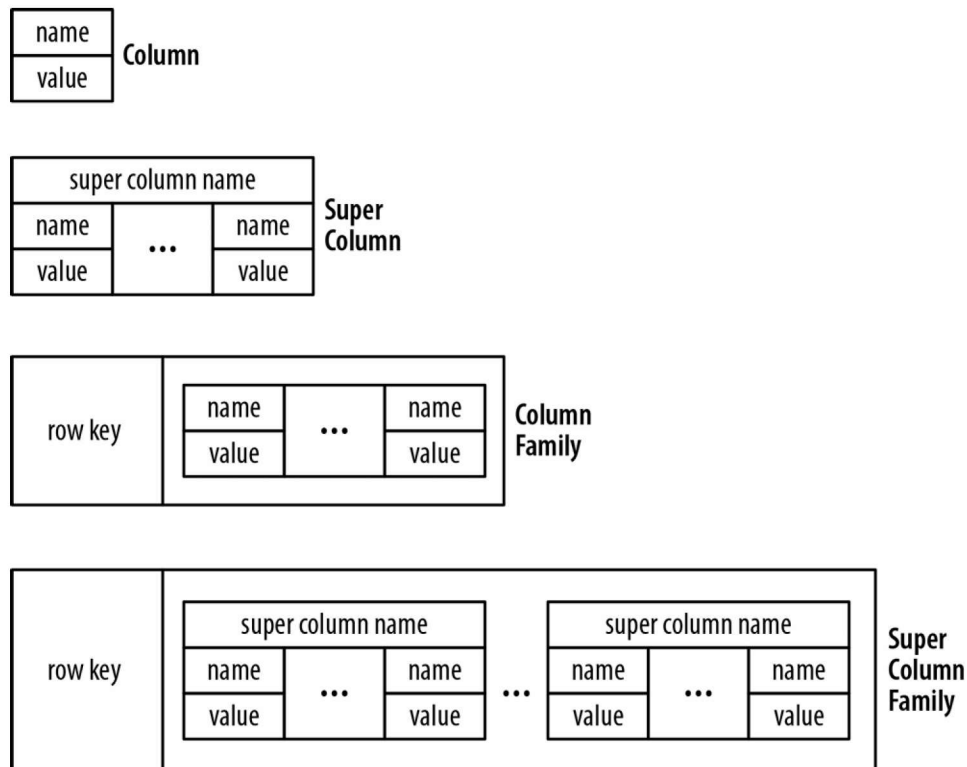 name
value
Column
super column name
name ... name
value value
Super
Column
row key
name ... name
value value
Column
Family
row key
super column name super column name
name ... name ... name ... name
value value value value
Super
Column
Family